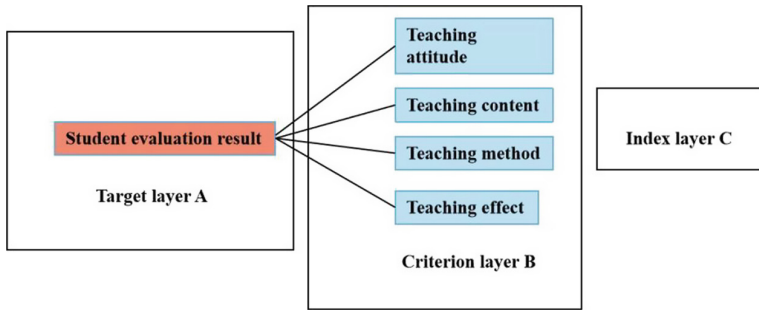 Student evaluation result
Target layer A
Teaching
attitude
Teaching content
Teaching method
Teaching effect
Criterion layer B
Index layer C